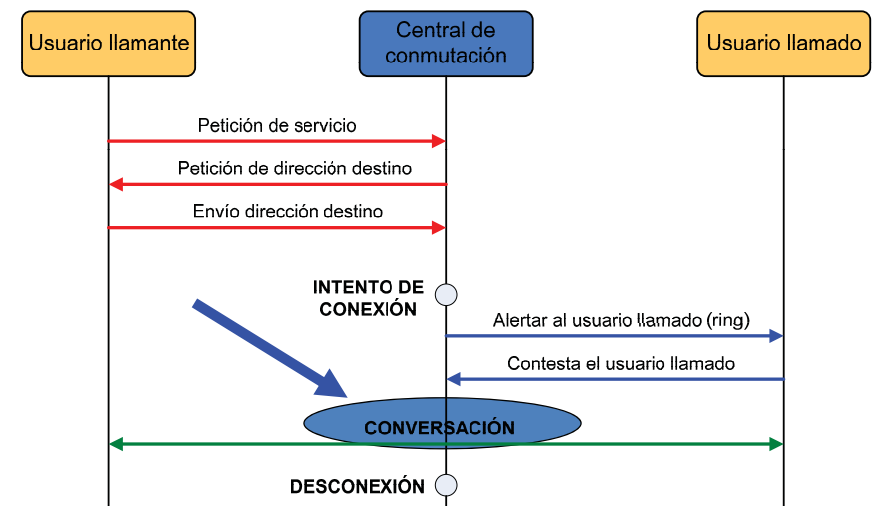 Usuario llamante
Central de
conmutación
Usuario llamado
Petición de servicio
Petición de dirección destino
Envío dirección destino
INTENTO DE
CONEXIÓN
Alertar al usuario llamado (ring)
Contesta el usuario llamado
CONVERSACIÓN
DESCONEXIÓN